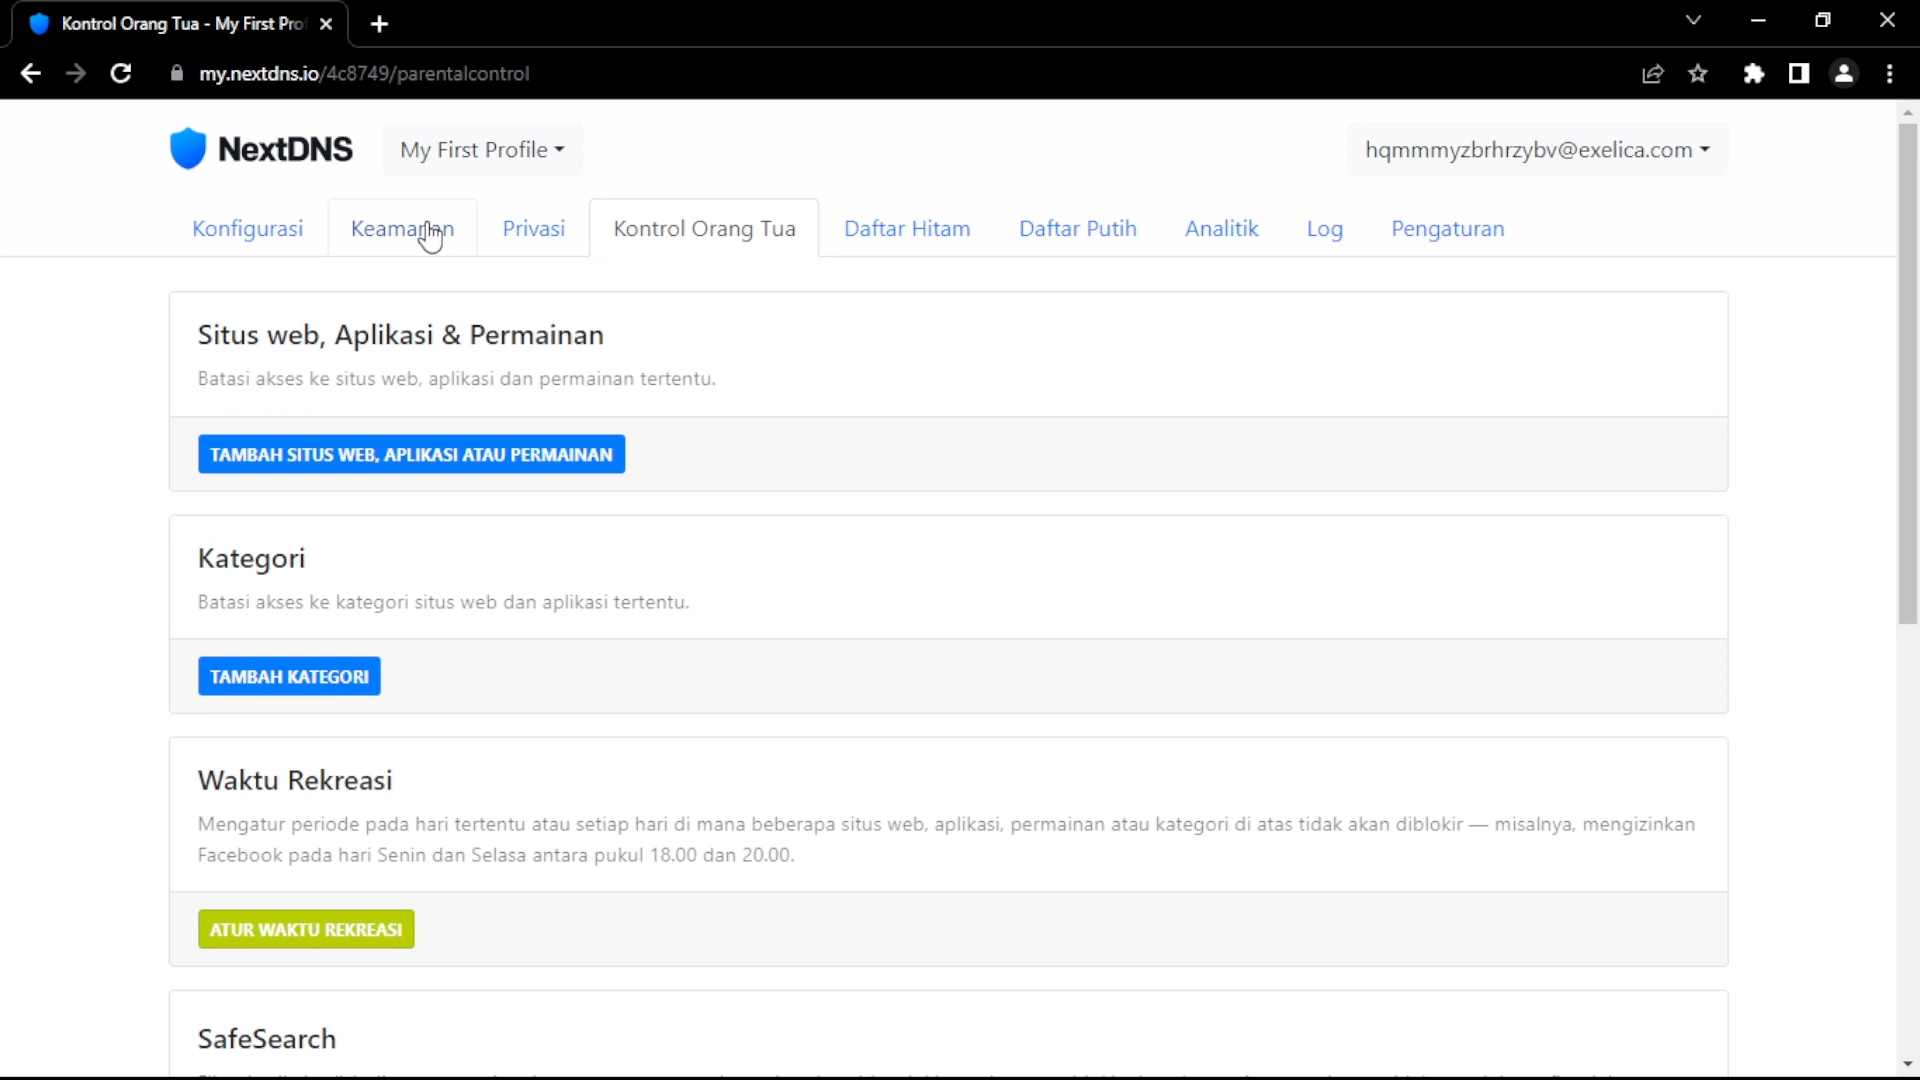 Kontrol Orang Tua - My First Pro
my.nextdns.io/4c8749/parentalcontrol
NextDNS
My First Profile
hqmmmyzbrhrzybv@exelica.com
Konfigurasi
Keamanan
Privasi
Kontrol Orang Tua
Daftar Hitam
Daftar Putih
Analitik
Log
Pengaturan
Situs web, Aplikasi & Permainan
Batasi akses ke situs web, aplikasi dan permainan tertentu.
TAMBAH SITUS WEB, APLIKASI ATAU PERMAINAN
Kategori
Batasi akses ke kategori situs web dan aplikasi tertentu.
TAMBAH KATEGORI
Waktu Rekreasi
Mengatur periode pada hari tertentu atau setiap hari di mana beberapa situs web, aplikasi, permainan atau kategori di atas tidak akan diblokir — misalnya, mengizinkan
Facebook pada hari Senin dan Selasa antara pukul 18.00 dan 20.00.
ATUR WAKTU REKREASI
SafeSearch